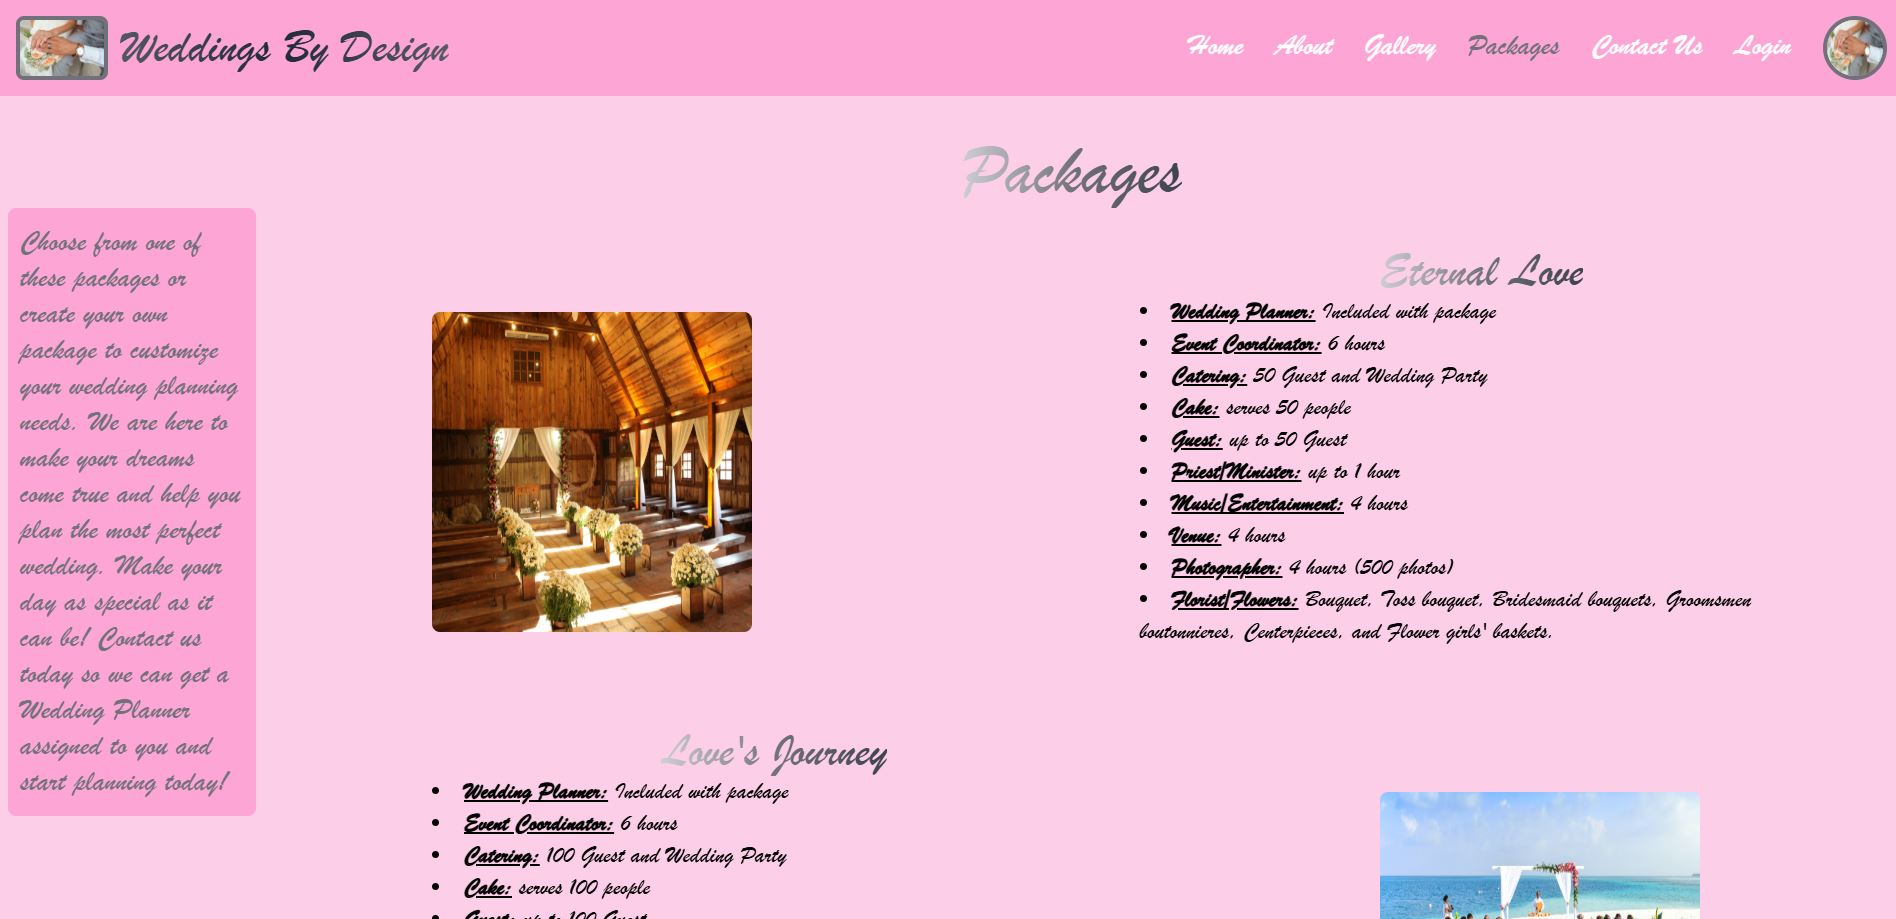 Weddings By Design
Home About Gallery Packages Contact Us Login
Packages
Choose from one of
these packages or
create your own
package to customize
your wedding planning
needs. We are here to
make your dreams
come true and help you
plan the most perfect
wedding. Make your
day as special as it
can be! Contact us
today so we can get a
Wedding Planner
assigned to you and
start planning today!
Eternal Love
• Wedding Planner: Included with package
• Event Coordinator: 6 hours
• Catering: 50 Guest and Wedding Party
• Cake: serves 50 people
• Guest: up to 50 Guest
• Priest/Minister: up to 1 hour
• Music/Entertainment: 4 hours
• Venue: 4 hours
• Photographer: 4 hours (500 photos)
• Florist/Flowers: Bouquet, Toss bouquet, Bridesmaid bouquets, Groomsmen
boutonnieres, Centerpieces, and Flower girls' baskets.
Love's Journey
• Wedding Planner: Included with package
• Event Coordinator: 6 hours
• Catering: 100 Guest and Wedding Party
• Cake: serves 100 people
• Guest: up to 100 Guest